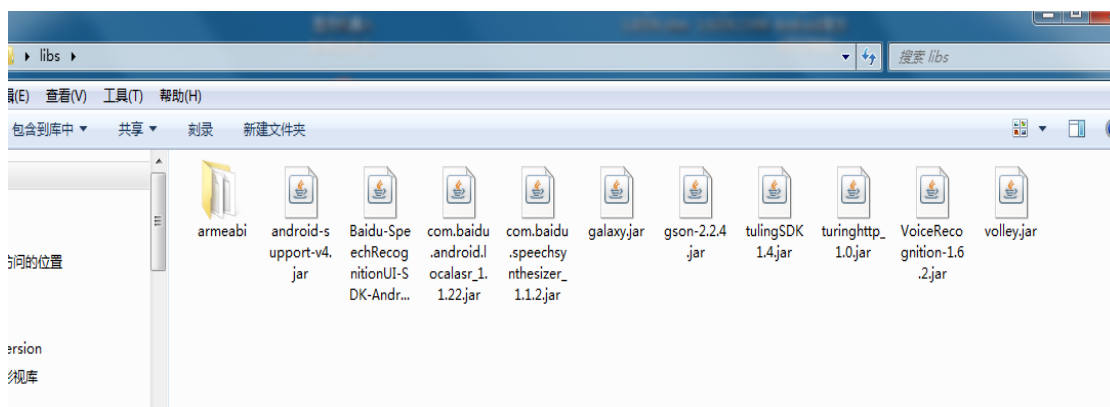 libs
搜索 libs
辑(E) 查看(V) 工具(T) 帮助(H)
包含到库中 共享 刻录 新建文件夹
armeabi
android-s
upport-v4.
jar
Baidu-Spe
echRecog
nitionUI-S
DK-Andr...
com.baidu
.android.l
ocalasr_1.
1.22.jar
com.baidu
.speechsy
nthesizer_
1.1.2.jar
galaxy.jar
gson-2.2.4
.jar
tulingSDK
1.4.jar
turinghttp_
1.0.jar
VoiceReco
gnition-1.6
.2.jar
volley.jar
访问的位置
ersion
影视库